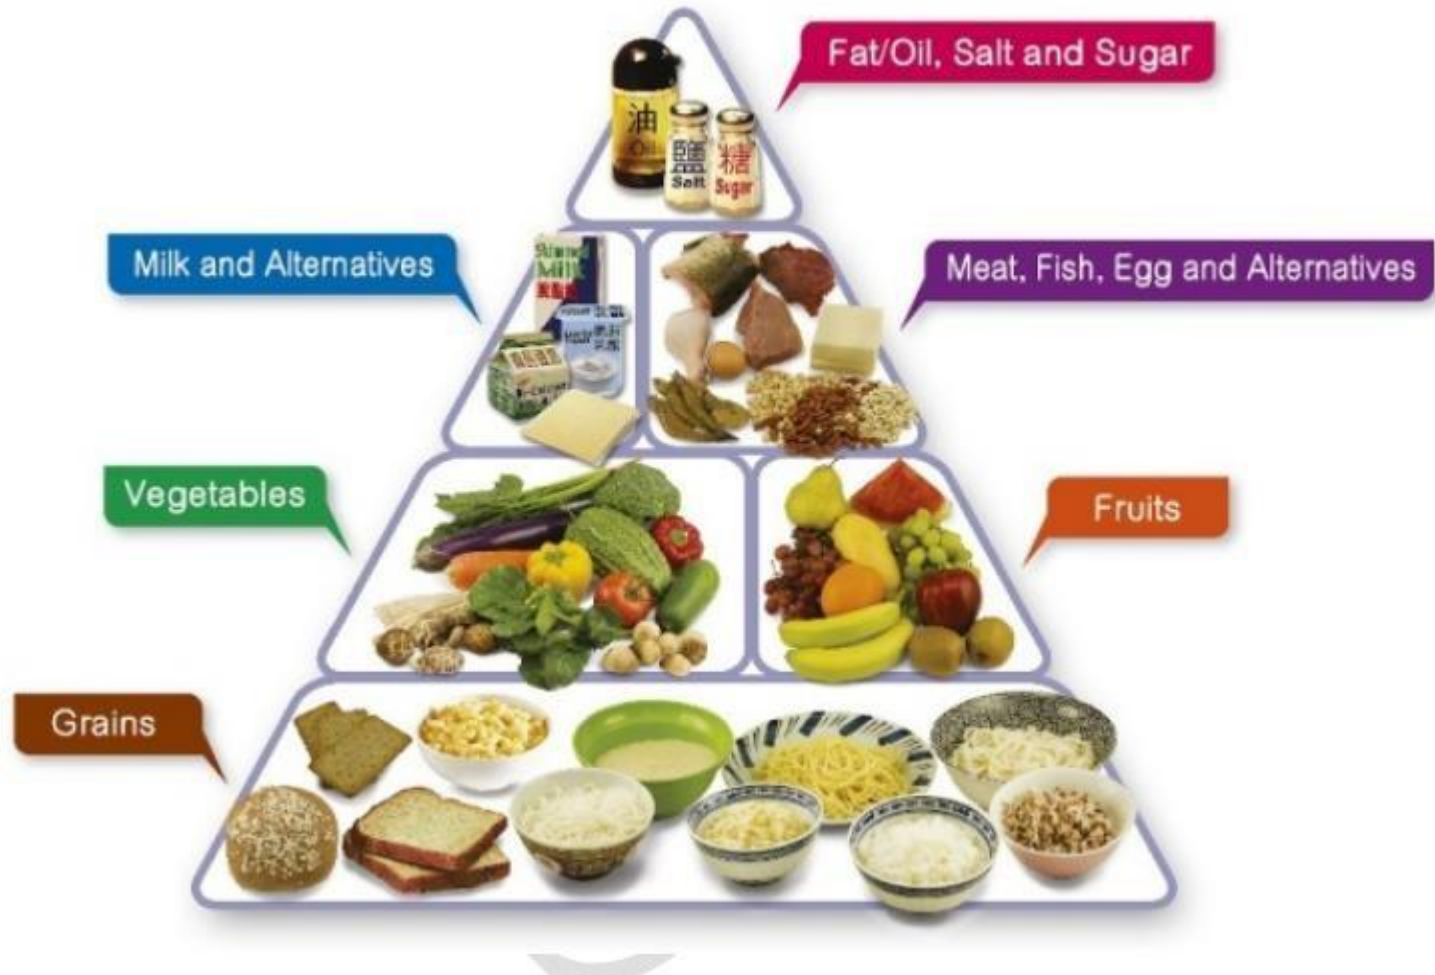 Fat/Oil, Salt and Sugar
油
Oil
鹽
Salt
糖
Sugar
Milk and Alternatives
Milk
Meat, Fish, Egg and Alternatives
Vegetables
Fruits
Grains